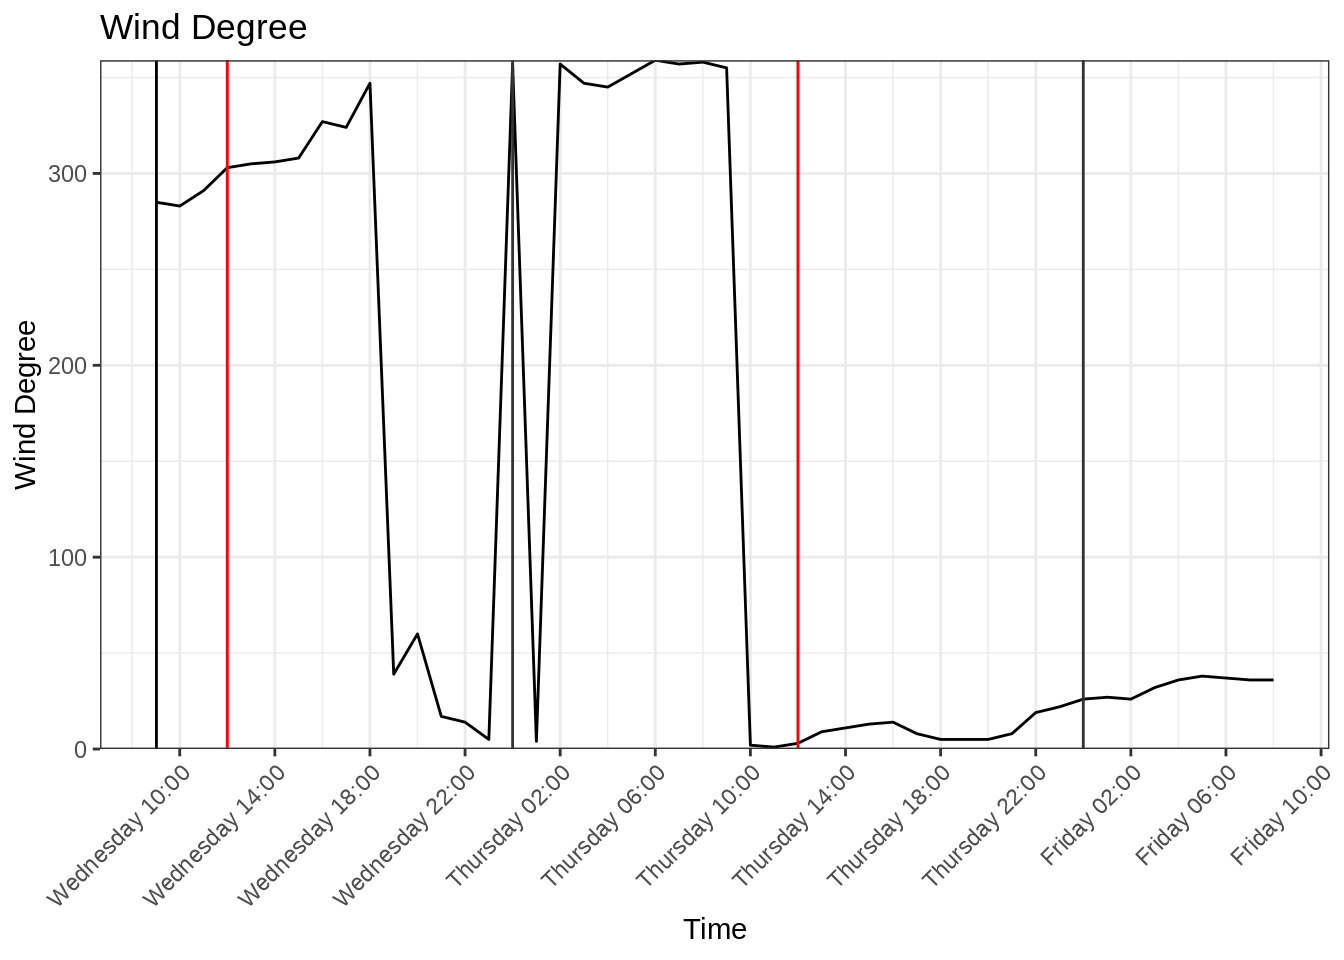 Wind Degree
Wind Degree
300
200
100
0
Wednesday 10:00
Wednesday 14:00
Wednesday 18:00
Wednesday 22:00
Thursday 02:00
Thursday 06:00
Thursday 10:00
Thursday 14:00
Thursday 18:00
Thursday 22:00
Friday 02:00
Friday 06:00
Friday 10:00
Time